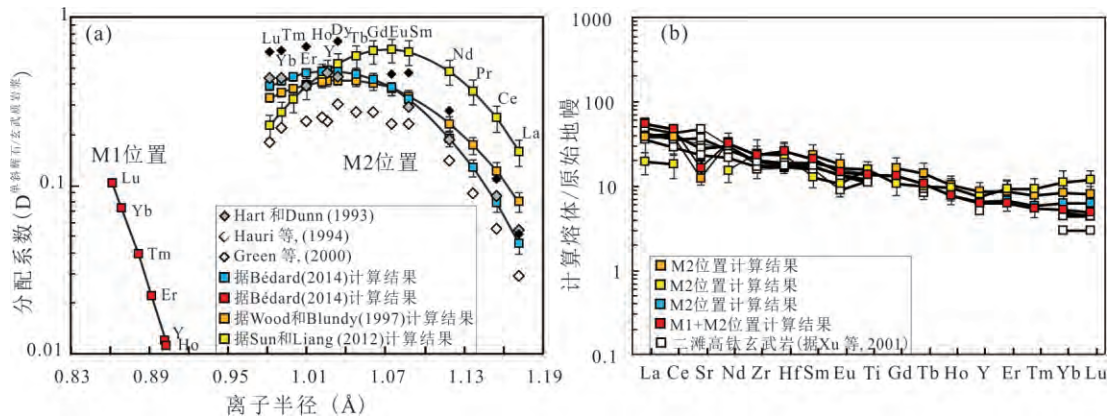 (a)
分配系数(D单斜辉石/玄武质岩浆)
1
0.1
0.01
0.83
0.89
0.95
1.01
1.07
1.13
1.19
离子半径 (Å)
M1位置
Lu
Yb
Tm
Er
Y
Ho
M2位置
Lu
Yb
Tm
Er
Ho
Y
Dy
Tb
Gd
Eu
Sm
Nd
Pr
Ce
La
Hart 和Dunn (1993)
Hauri 等, (1994)
Green 等, (2000)
据Bédard(2014)计算结果
据Bédard(2014)计算结果
据Wood和Blundy(1997)计算结果
据Sun和Liang (2012)计算结果
(b)
计算熔体/原始地幔
1000
100
10
1
0.1
La Ce Sr Nd Zr Hf Sm Eu Ti Gd Tb Ho Y Er Tm Yb Lu
M2位置计算结果
M2位置计算结果
M2位置计算结果
M1+M2位置计算结果
二滩高钛玄武岩(据Xu 等, 2001)